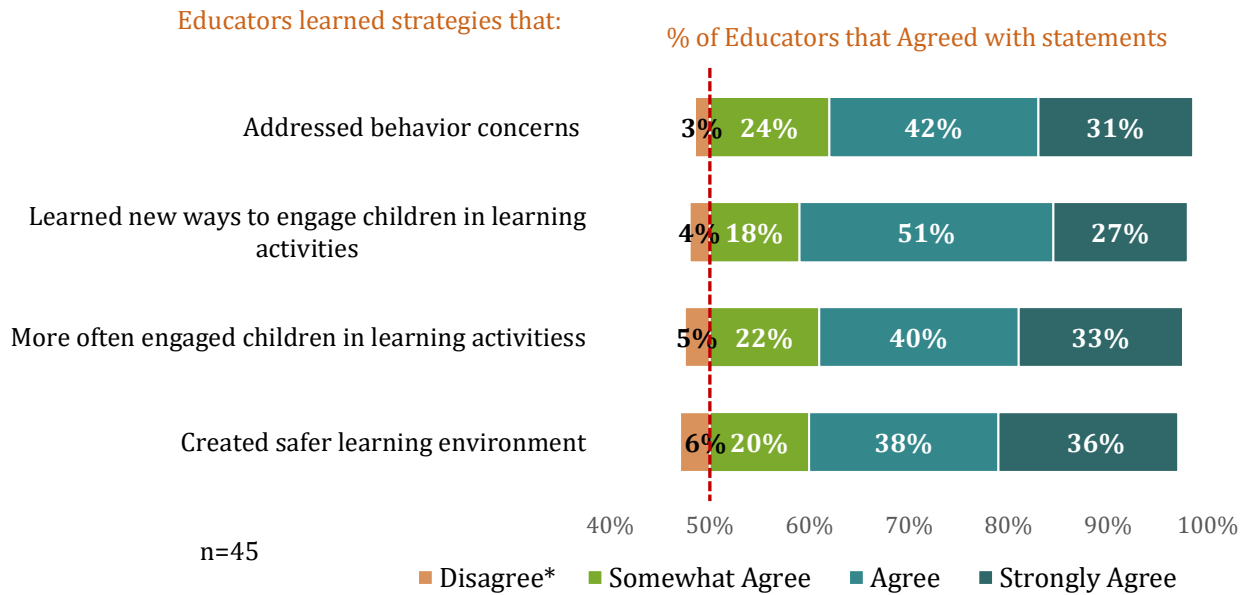 Educators learned strategies that:
% of Educators that Agreed with statements
Addressed behavior concerns
3% 24% 42% 31%
Learned new ways to engage children in learning
activities
4% 18% 51% 27%
More often engaged children in learning activitiess
5% 22% 40% 33%
Created safer learning environment
6% 20% 38% 36%
40% 50% 60% 70% 80% 90% 100%
n=45
Disagree* Somewhat Agree Agree Strongly Agree